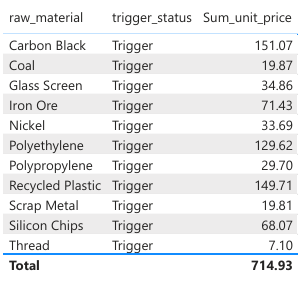 raw_material trigger_status Sum_unit_price
Carbon Black Trigger 151.07
Coal Trigger 19.87
Glass Screen Trigger 34.86
Iron Ore Trigger 71.43
Nickel Trigger 33.69
Polyethylene Trigger 129.62
Polypropylene Trigger 29.70
Recycled Plastic Trigger 149.71
Scrap Metal Trigger 19.81
Silicon Chips Trigger 68.07
Thread Trigger 7.10
Total 714.93